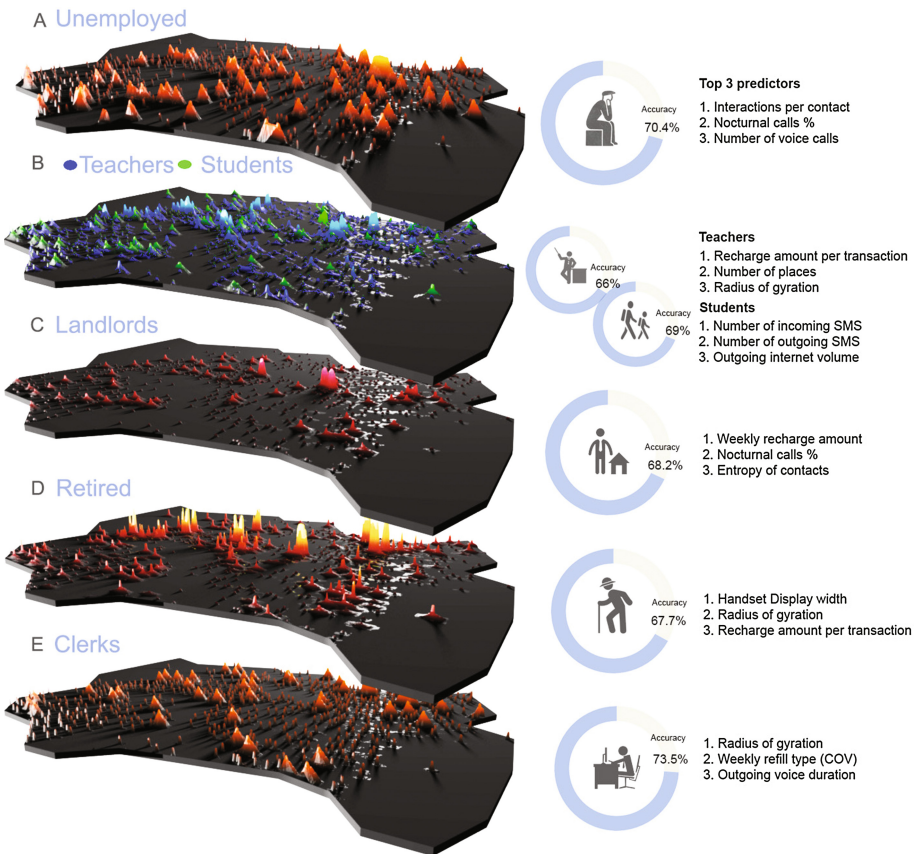 A Unemployed
Accuracy
70.4%
Top 3 predictors
1. Interactions per contact
2. Nocturnal calls %
3. Number of voice calls
B Teachers Students
Accuracy
66%
Teachers
1. Recharge amount per transaction
2. Number of places
3. Radius of gyration
Accuracy
69%
Students
1. Number of incoming SMS
2. Number of outgoing SMS
3. Outgoing internet volume
C Landlords
Accuracy
68.2%
1. Weekly recharge amount
2. Nocturnal calls %
3. Entropy of contacts
D Retired
Accuracy
67.7%
1. Handset Display width
2. Radius of gyration
3. Recharge amount per transaction
E Clerks
Accuracy
73.5%
1. Radius of gyration
2. Weekly refill type (COV)
3. Outgoing voice duration